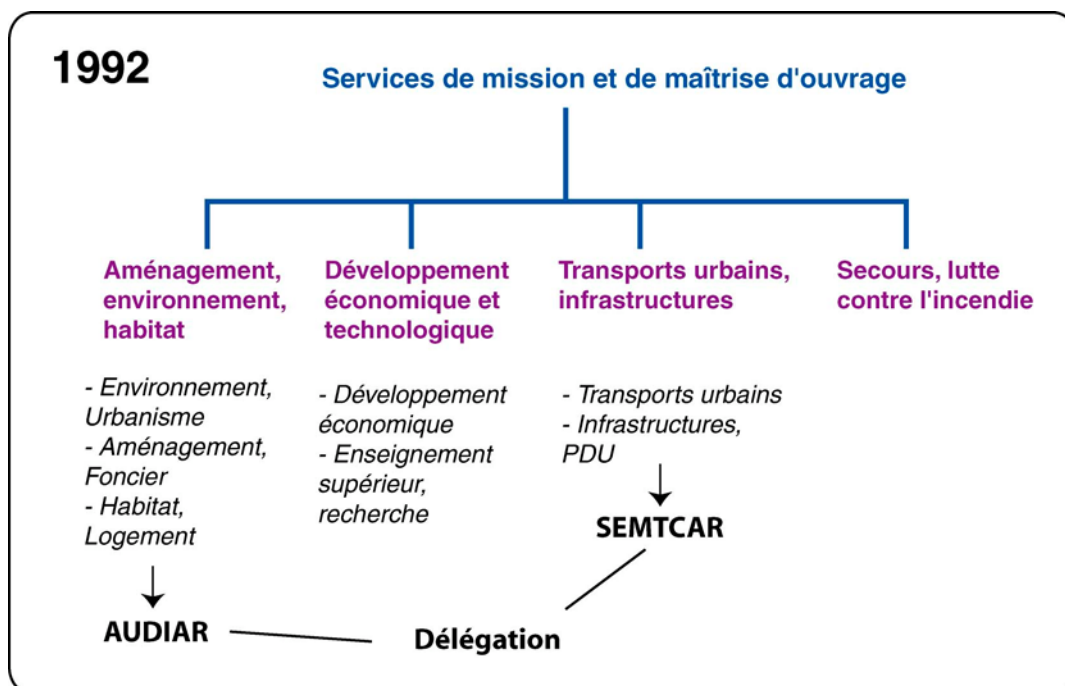 1992
Services de mission et de maîtrise d'ouvrage
Aménagement,
environnement,
habitat
- Environnement,
Urbanisme
- Aménagement,
Foncier
- Habitat,
Logement
AUDIAR
Développement
économique et
technologique
- Développement
économique
- Enseignement
supérieur,
recherche
Transports urbains,
infrastructures
- Transports urbains
- Infrastructures,
PDU
SEMTCAR
Secours, lutte
contre l'incendie
Délégation